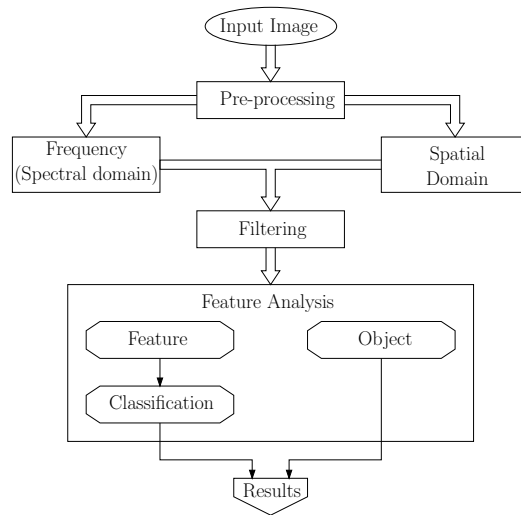 Input Image
Pre-processing
Frequency
(Spectral domain)
Spatial
Domain
Filtering
Feature Analysis
Feature
Object
Classification
Results